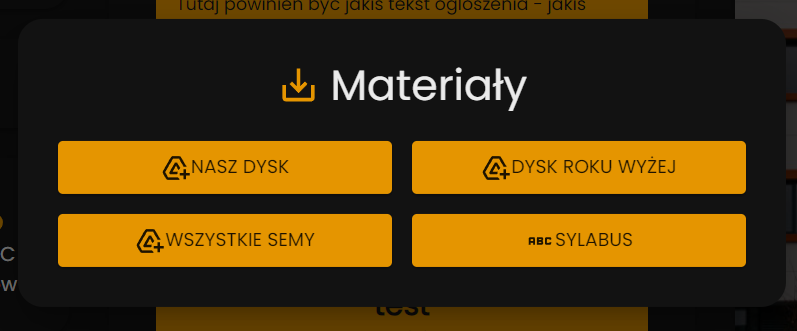 Tutaj powinien być jakiś tekst ogłoszenia - jakiś
Materiały
NASZ DYSK
DYSK ROKU WYŻEJ
WSZYSTKIE SEMY
ABC SYLABUS
C
w
test